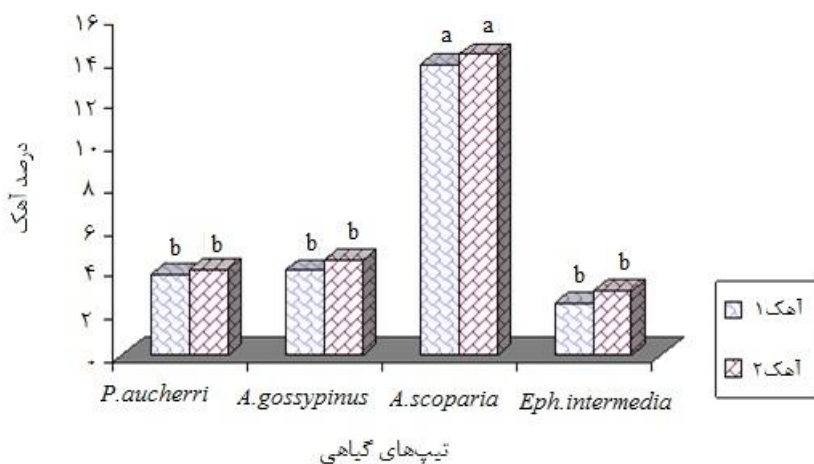 درصد آهک
۱۶
۱۴
۱۲
۱۰
۸
۶
۴
۲
۰
b b
b b
a a
b b
P.aucherri A.gossypinus A.scoparia Eph.intermedia
تیپ‌های گیاهی
آهک۱
آهک۲